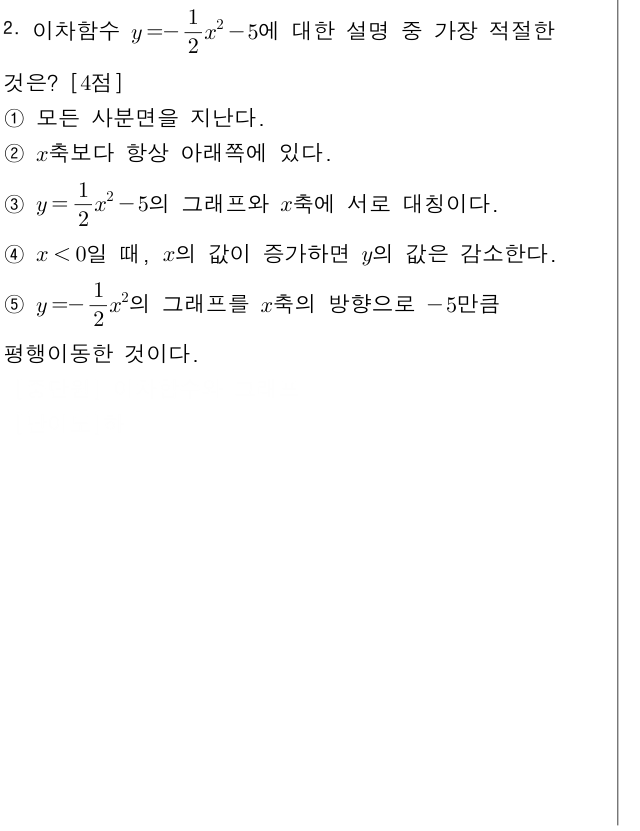 2. 이차함수 y=-1/2x²-5에 대한 설명 중 가장 적절한
것은? [4점]
① 모든 사분면을 지난다.
② x축보다 항상 아래쪽에 있다.
③ y=1/2x²-5의 그래프와 x축에 서로 대칭이다.
④ x<0일 때, x의 값이 증가하면 y의 값은 감소한다.
⑤ y=-1/2x²의 그래프를 x축의 방향으로 -5만큼
평행이동한 것이다.